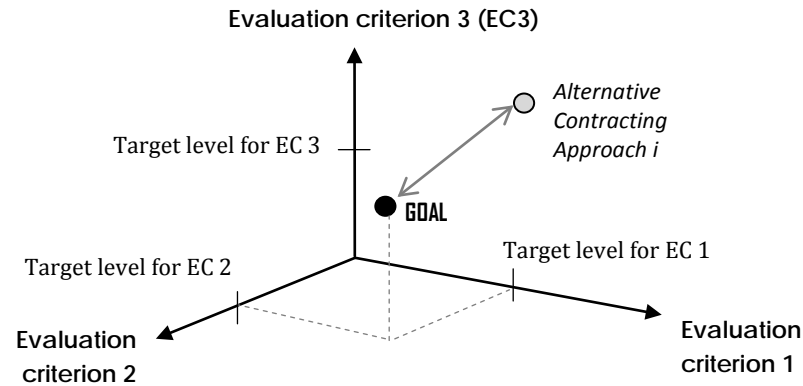 Evaluation criterion 3 (EC3)
Alternative
Contracting
Approach i
Target level for EC 3
GOAL
Target level for EC 1
Target level for EC 2
Evaluation
criterion 2
Evaluation
criterion 1